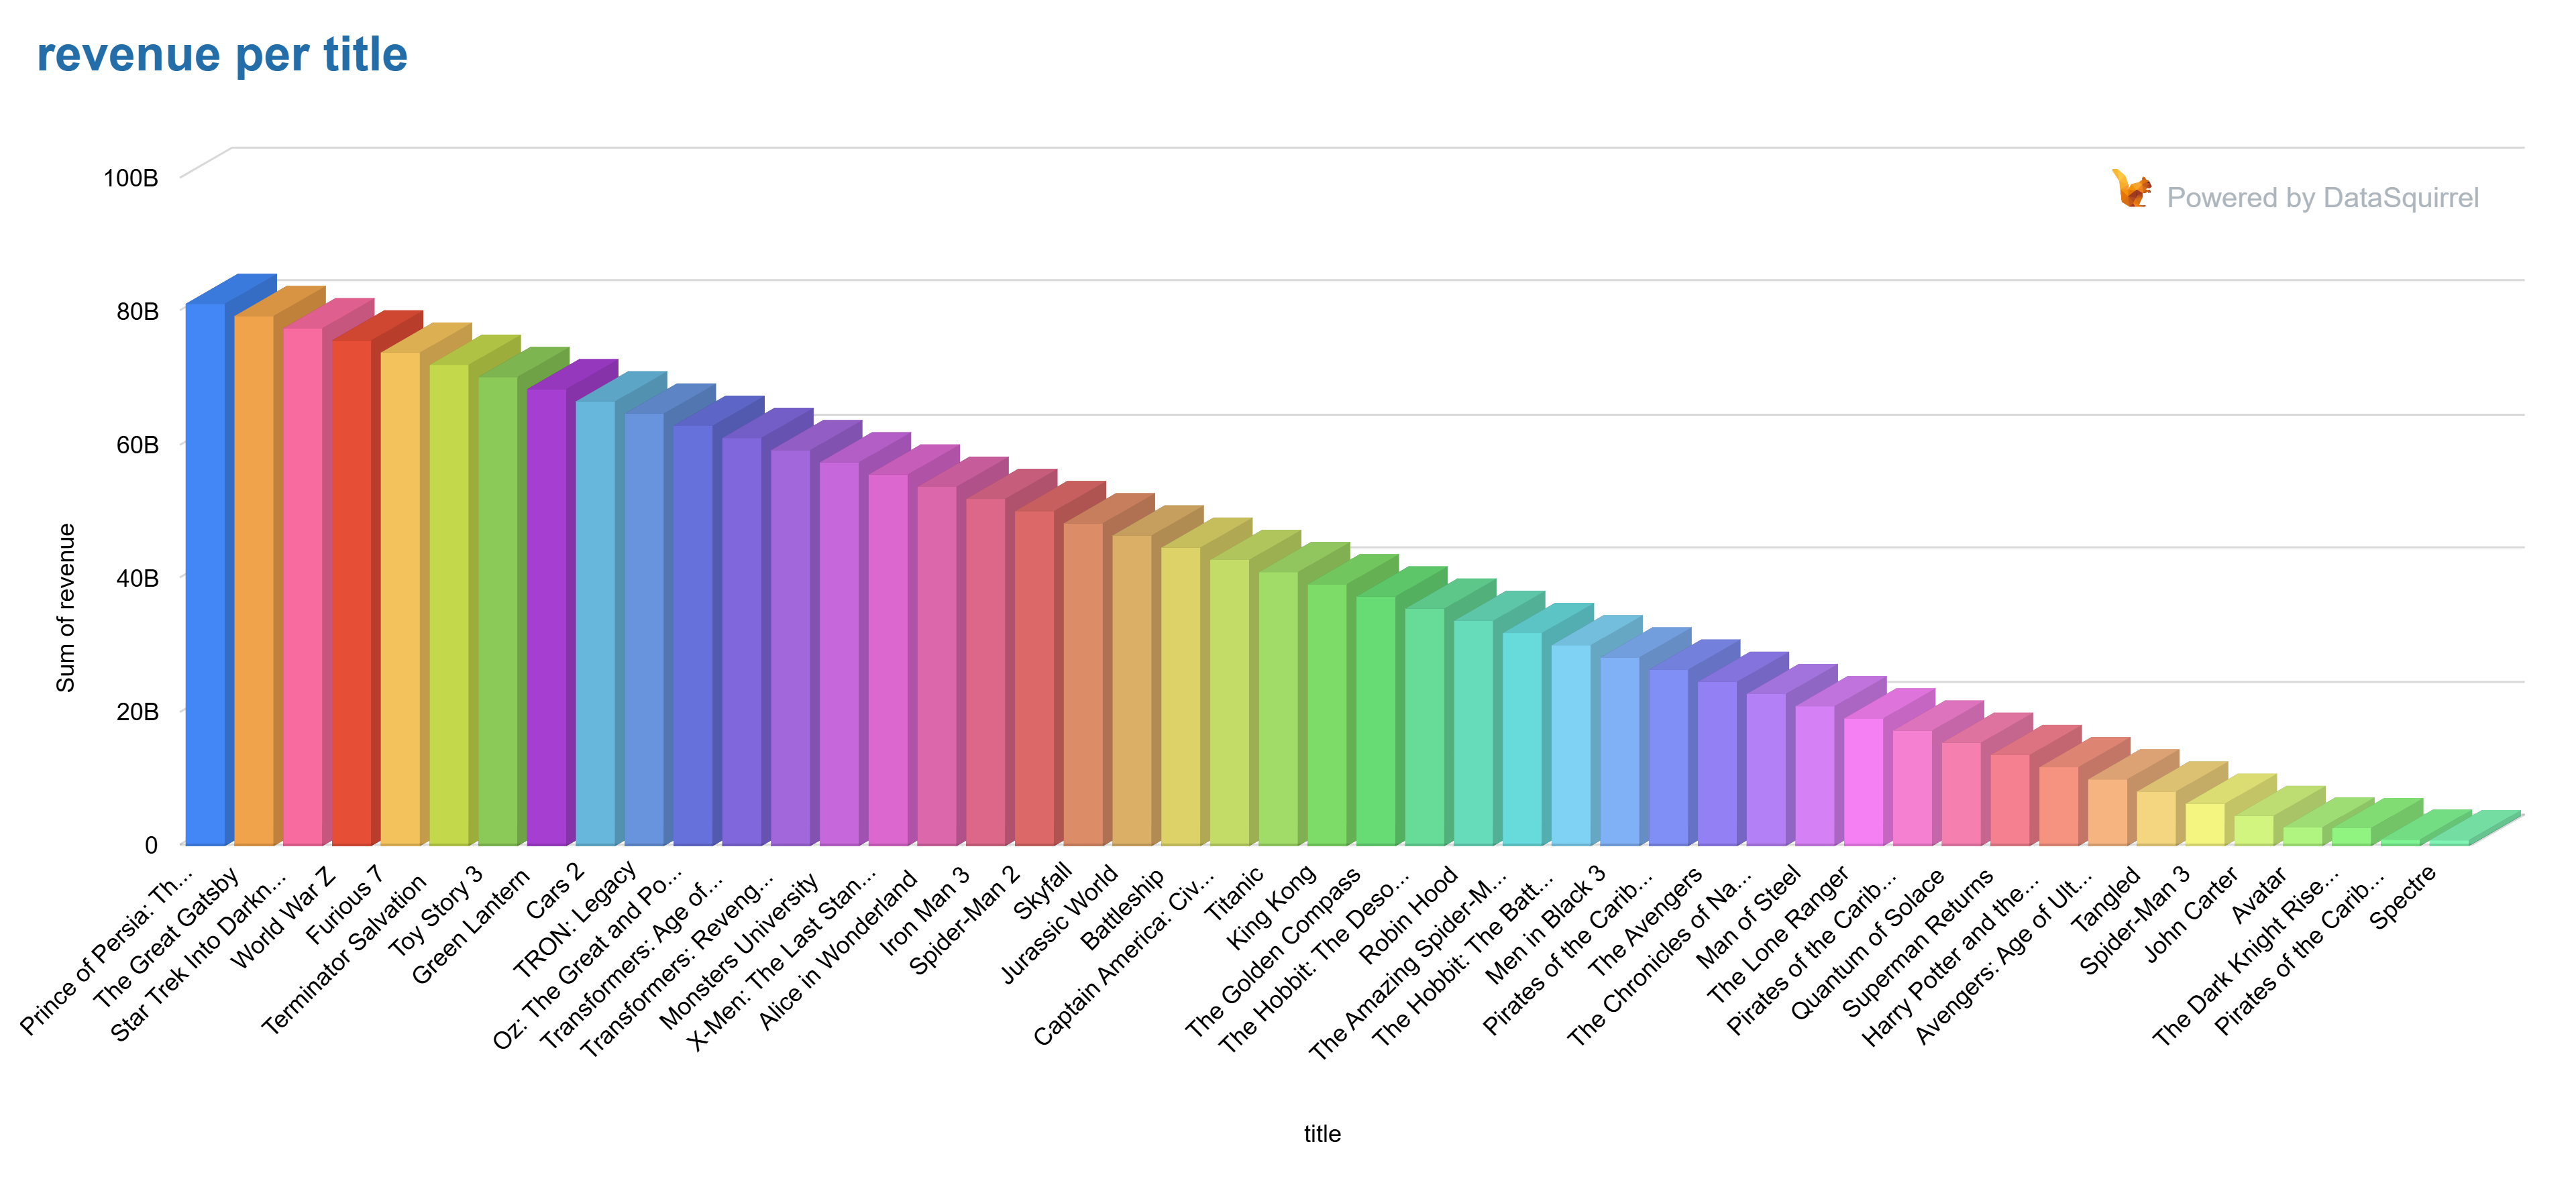 revenue per title
Powered by DataSquirrel
100B
80B
60B
40B
20B
0
Sum of revenue
Prince of Persia: Th...
The Great Gatsby
Star Trek Into Darkn...
World War Z
Furious 7
Terminator Salvation
Toy Story 3
Green Lantern
Cars 2
TRON: Legacy
Oz: The Great and Po...
Transformers: Age of...
Transformers: Reveng...
Monsters University
X-Men: The Last Stan...
Alice in Wonderland
Iron Man 3
Spider-Man 2
Skyfall
Jurassic World
Battleship
Captain America: Civ...
Titanic
King Kong
The Golden Compass
The Hobbit: The Deso...
Robin Hood
The Amazing Spider-M...
The Hobbit: The Batt...
Men in Black 3
Pirates of the Carib...
The Avengers
The Chronicles of Na...
Man of Steel
The Lone Ranger
Pirates of the Carib...
Quantum of Solace
Superman Returns
Harry Potter and the...
Avengers: Age of Ult...
Tangled
Spider-Man 3
John Carter
Avatar
The Dark Knight Rise...
Pirates of the Carib...
Spectre
title